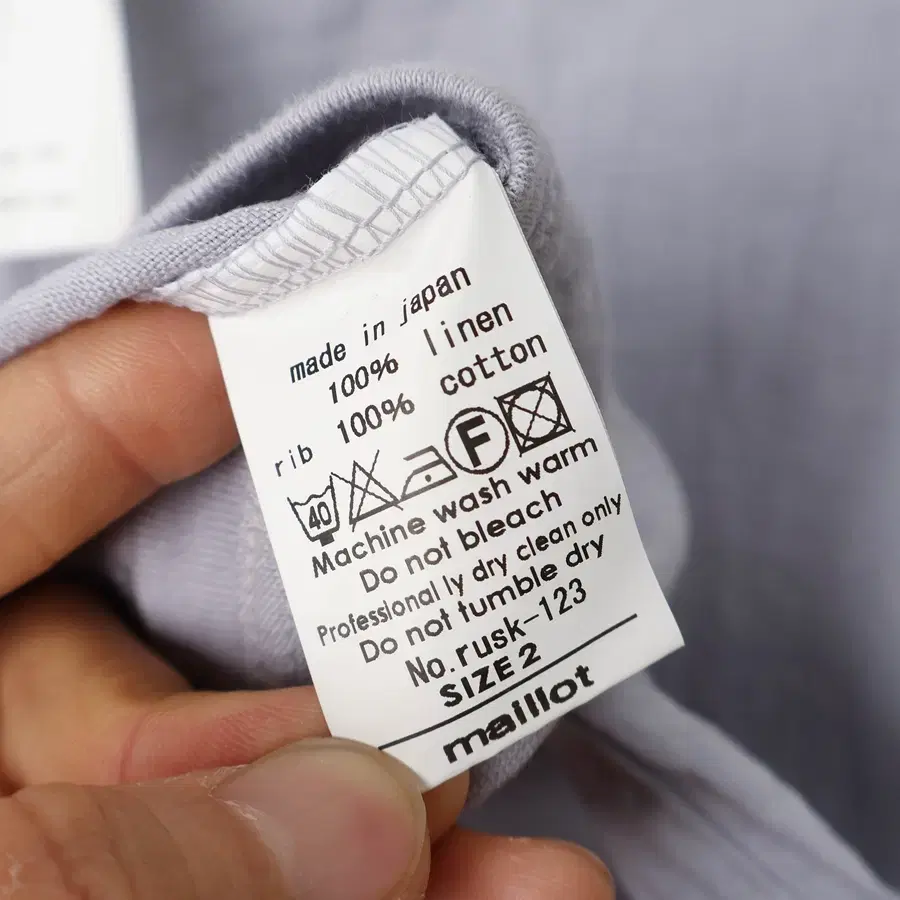 made in japan
100% linen
rib 100% cotton
40 F
Machine wash warm
Do not bleach
Professionally dry clean only
Do not tumble dry
No.rusk-123
SIZE 2
maillot